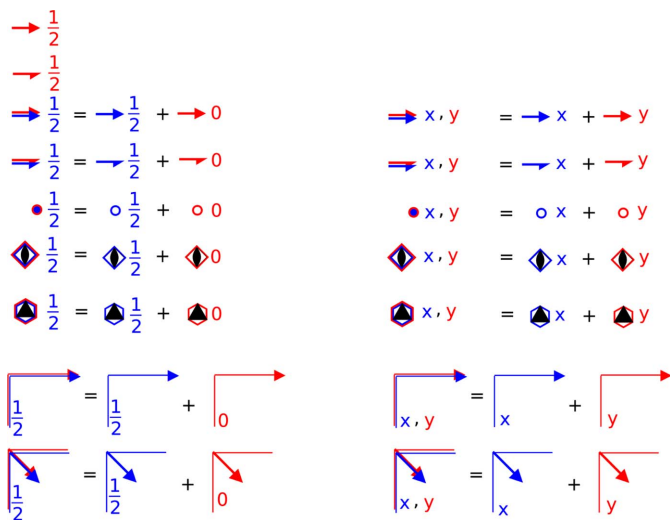 1/2
1/2
1/2 = 1/2 + 0 x,y = x + y
1/2 = 1/2 + 0 x,y = x + y
1/2 = 1/2 + 0 x,y = x + y
1/2 = 1/2 + 0 x,y = x + y
1/2 = 1/2 + 0 x,y = x + y
1/2 = 1/2 + 0 x,y = x + y
1/2 = 1/2 + 0 x,y = x + y